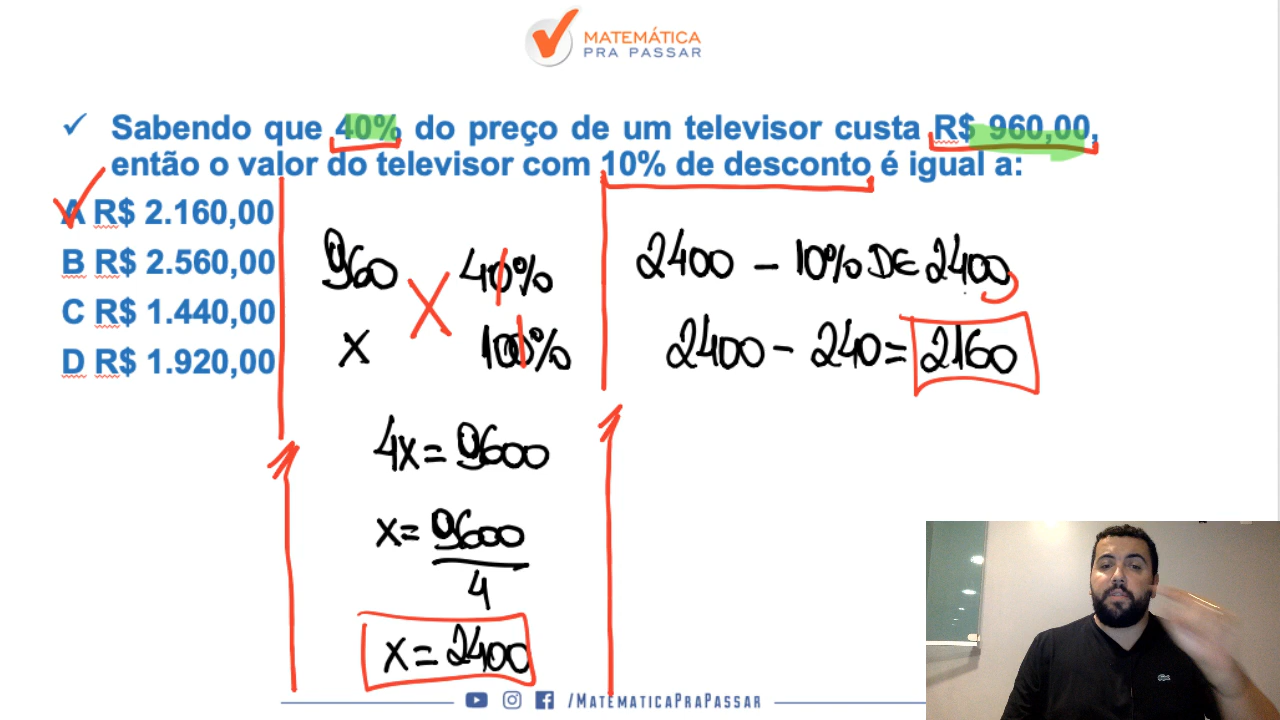 MATEMÁTICA
PRA PASSAR
✓ Sabendo que 40% do preço de um televisor custa R$ 960,00,
então o valor do televisor com 10% de desconto é igual a:
A R$ 2.160,00
B R$ 2.560,00
C R$ 1.440,00
D R$ 1.920,00
960 40%
X 100%
4X = 9600
X = 9600
4
X = 2400
2400 - 10% DE 2400
2400 - 240 = 2160
/MATEMATICAPRAPASSAR